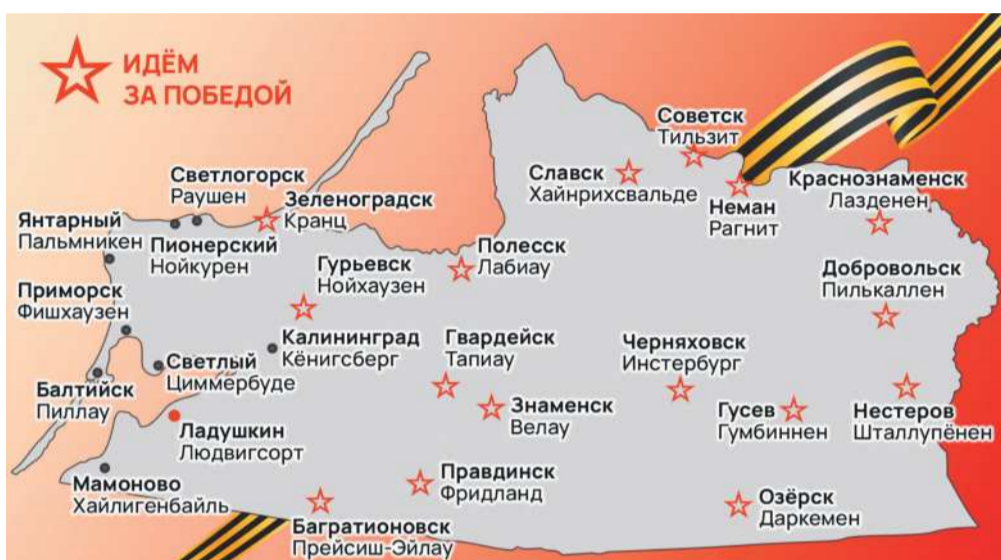 ИДЁМ
ЗА ПОБЕДОЙ
Советск
Тильзит
Славск
Хайнрихсвальде
Неман
Рагнит
Краснознаменск
Лазденен
Светлогорск
Раушен
Зеленоградск
Кранц
Янтарный
Пальмникен
Пионерский
Нойкурен
Гурьевск
Нойхаузен
Полесск
Лабиау
Добровольск
Пилькаллен
Приморск
Фишхаузен
Калининград
Кёнигсберг
Гвардейск
Тапиау
Черняховск
Инстербург
Светлый
Циммербуде
Балтийск
Пиллау
Знаменск
Велау
Гусев
Гумбиннен
Нестеров
Шталлупёнен
Ладушкин
Людвигсорт
Мамоново
Хайлигенбайль
Правдинск
Фридланд
Багратионовск
Прейсиш-Эйлау
Озёрск
Даркемен